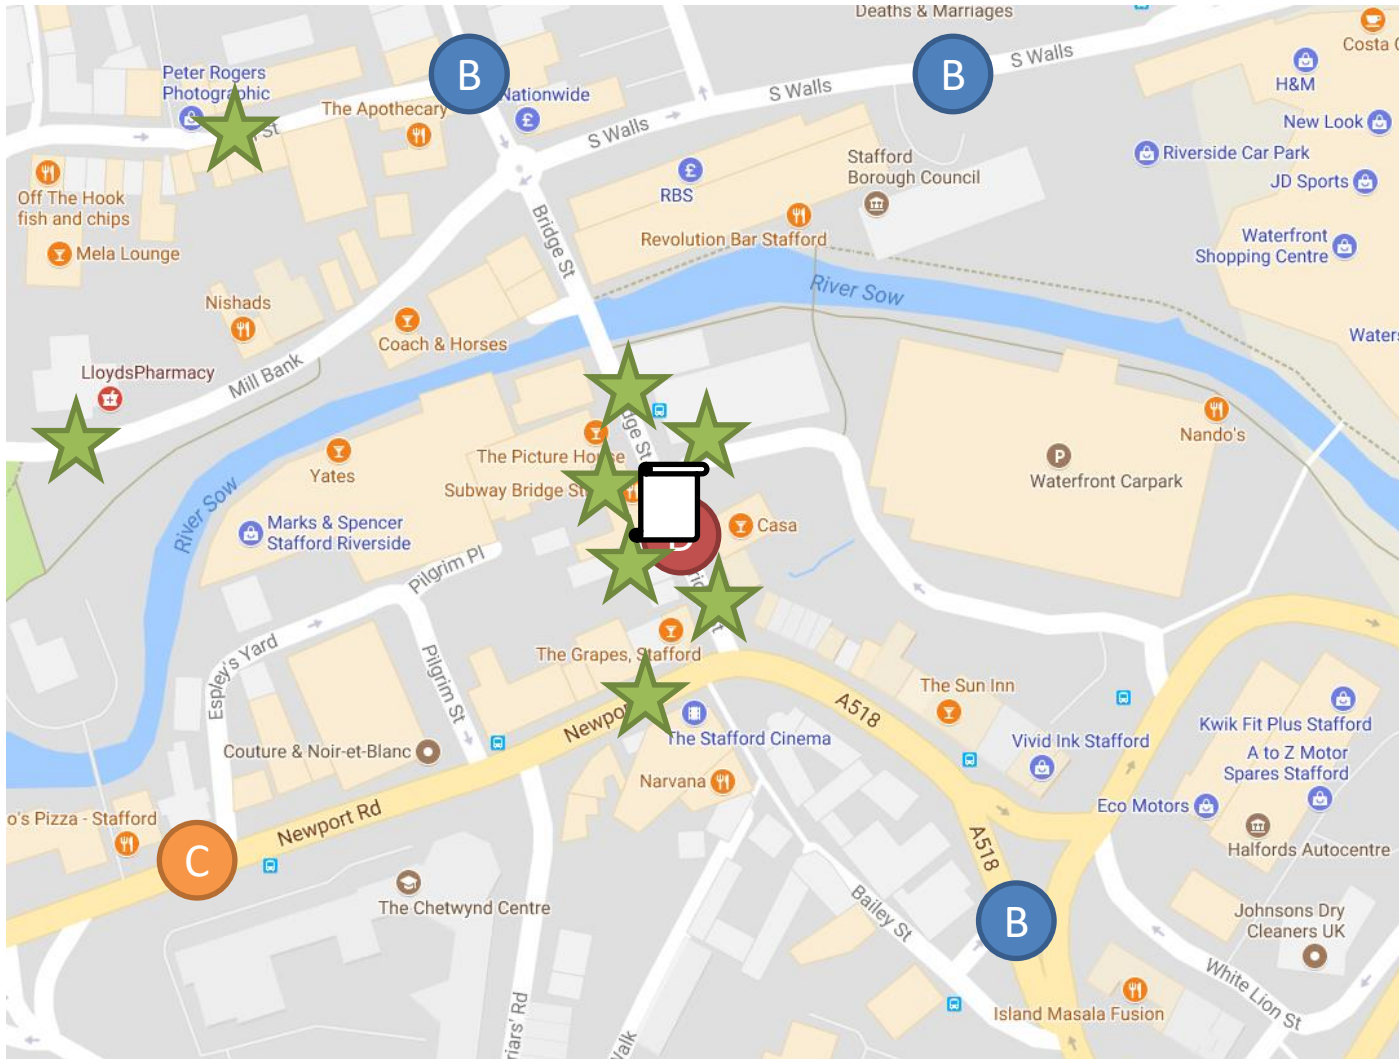 Deaths & Marriages
Costa
S Walls
H&M
B
B
Peter Rogers
Photographic
The Apothecary
Nationwide
S Walls
New Look
St
S Walls
Stafford
Borough Council
Riverside Car Park
RBS
JD Sports
Off The Hook
fish and chips
Bridge St
Revolution Bar Stafford
Waterfront
Shopping Centre
Mela Lounge
River Sow
Nishads
Coach & Horses
LloydsPharmacy
Mill Bank
Nando's
The Picture House
Yates
P
Waterfront Carpark
Subway Bridge
River Sow
Marks & Spencer
Stafford Riverside
Casa
Pilgrim Pl
Espley's Yard
Pilgrim St
The Grapes, Stafford
The Sun Inn
A518
Kwik Fit Plus Stafford
The Stafford Cinema
Vivid Ink Stafford
A to Z Motor
Spares Stafford
Couture & Noir-et-Blanc
Narvana
Eco Motors
o's Pizza - Stafford
Newport Rd
A518
Halfords Autocentre
C
The Chetwynd Centre
Bailey St
B
Johnsons Dry
Cleaners UK
White Lion St
Island Masala Fusion